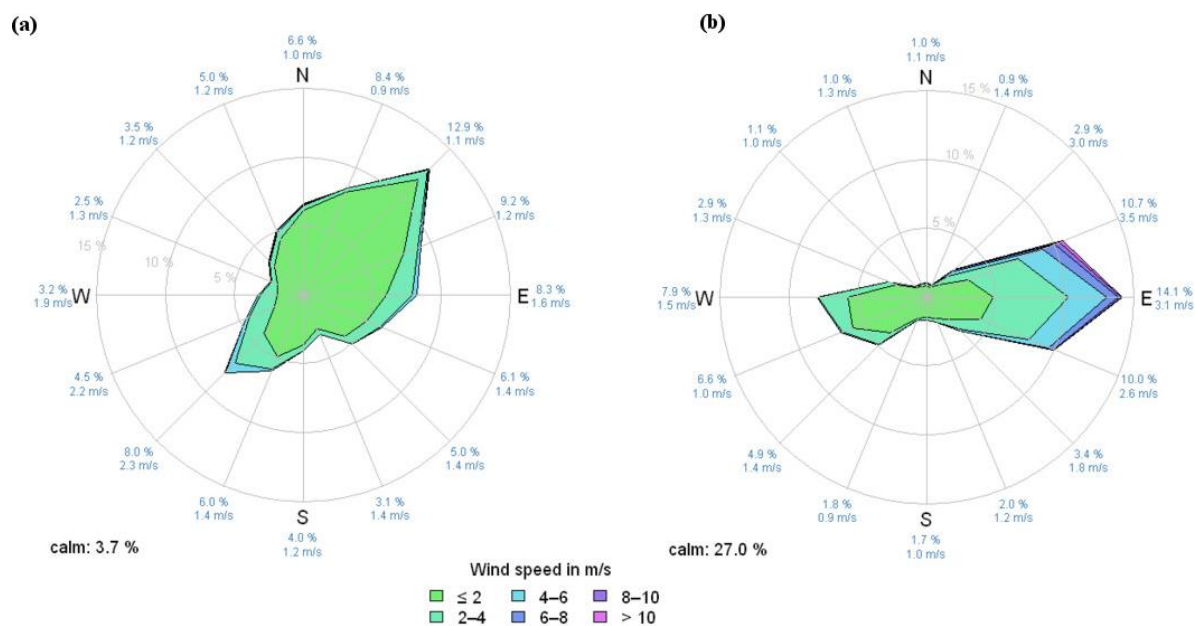 (a)
6.6 %
1.0 m/s
N
8.4 %
0.9 m/s
12.9 %
1.1 m/s
9.2 %
1.2 m/s
E
8.3 %
1.6 m/s
6.1 %
1.4 m/s
5.0 %
1.4 m/s
3.1 %
1.4 m/s
S
4.0 %
1.2 m/s
6.0 %
1.4 m/s
8.0 %
2.3 m/s
4.5 %
2.2 m/s
W
3.2 %
1.9 m/s
2.5 %
1.3 m/s
3.5 %
1.2 m/s
5.0 %
1.2 m/s
15 %
10 %
5 %
calm: 3.7 %
(b)
1.0 %
1.1 m/s
N
0.9 %
1.4 m/s
2.9 %
3.0 m/s
10.7 %
3.5 m/s
E
14.1 %
3.1 m/s
10.0 %
2.6 m/s
3.4 %
1.8 m/s
2.0 %
1.2 m/s
S
1.7 %
1.0 m/s
1.8 %
0.9 m/s
4.9 %
1.4 m/s
6.6 %
1.0 m/s
W
7.9 %
1.5 m/s
2.9 %
1.3 m/s
1.1 %
1.0 m/s
1.0 %
1.3 m/s
15 %
10 %
5 %
calm: 27.0 %
Wind speed in m/s
≤ 2 4–6 8–10
2–4 6–8 > 10